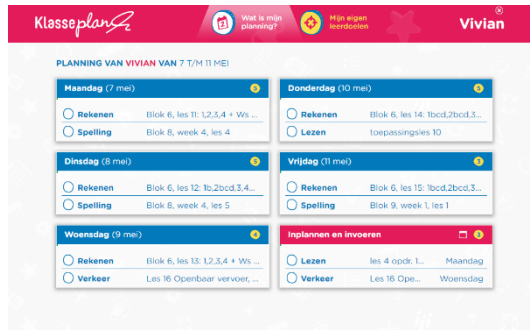 Klasseplan
Wat is mijn planning?
Mijn eigen leerdoelen
Vivian
PLANNING VAN VIVIAN VAN 7 T/M 11 MEI
Maandag (7 mei) 5
Rekenen Blok 6, les 11: 1,2,3,4 + Ws ...
Spelling Blok 8, week 4, les 4
Dinsdag (8 mei) 5
Rekenen Blok 6, les 12: 1b,2bcd,3,4...
Spelling Blok 8, week 4, les 5
Woensdag (9 mei) 4
Rekenen Blok 6, les 13: 1,2,3,4 + Ws ...
Verkeer Les 16 Openbaar vervoer, ...
Donderdag (10 mei) 5
Rekenen Blok 6, les 14: 1bcd,2bcd,3...
Lezen toepassingsles 10
Vrijdag (11 mei) 3
Rekenen Blok 6, les 15: 1bcd,2bcd,3...
Spelling Blok 9, week 1, les 1
Inplannen en invoeren 3
Lezen les 4 opdr. 1... Maandag
Verkeer Les 16 Ope... Woensdag